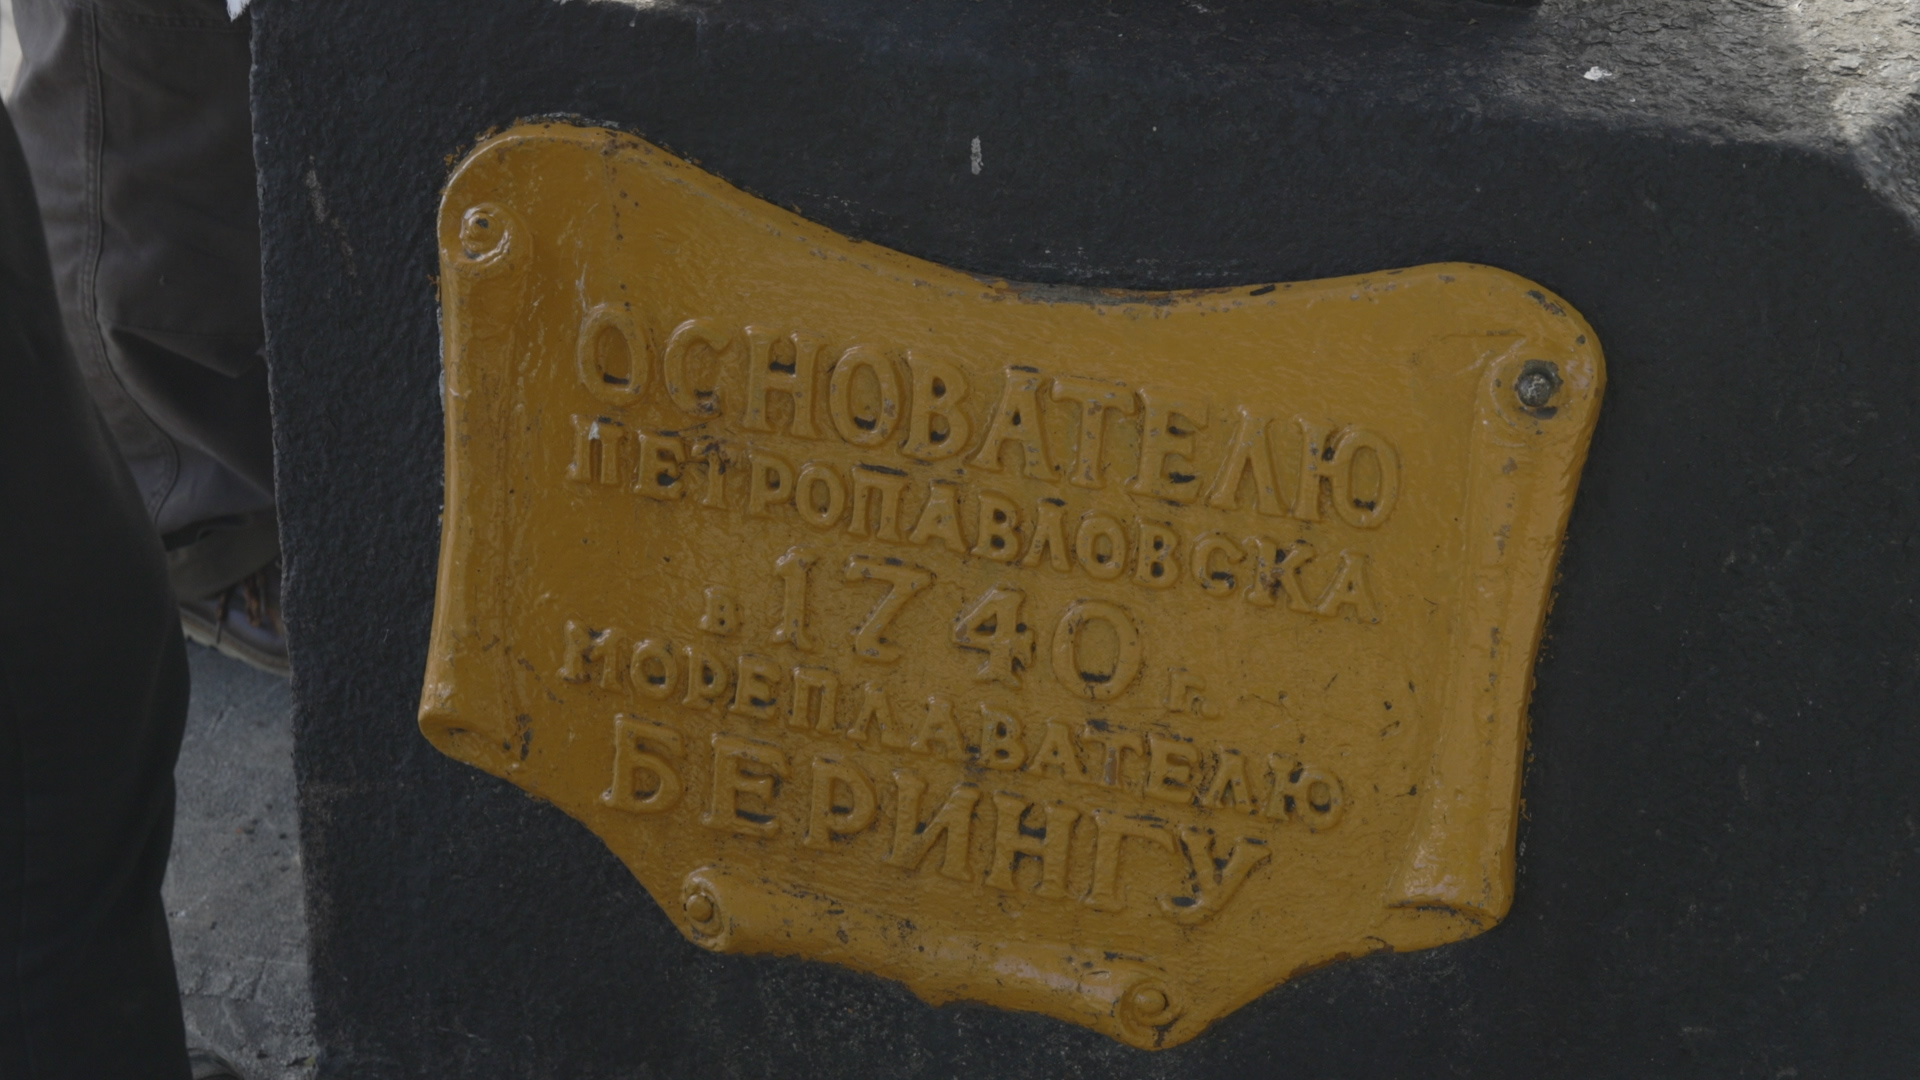 ОСНОВАТЕЛЮ
ПЕТРОПАВЛОВСКА
в 1740 г.
МОРЕПЛАВАТЕЛЮ
БЕРИНГУ